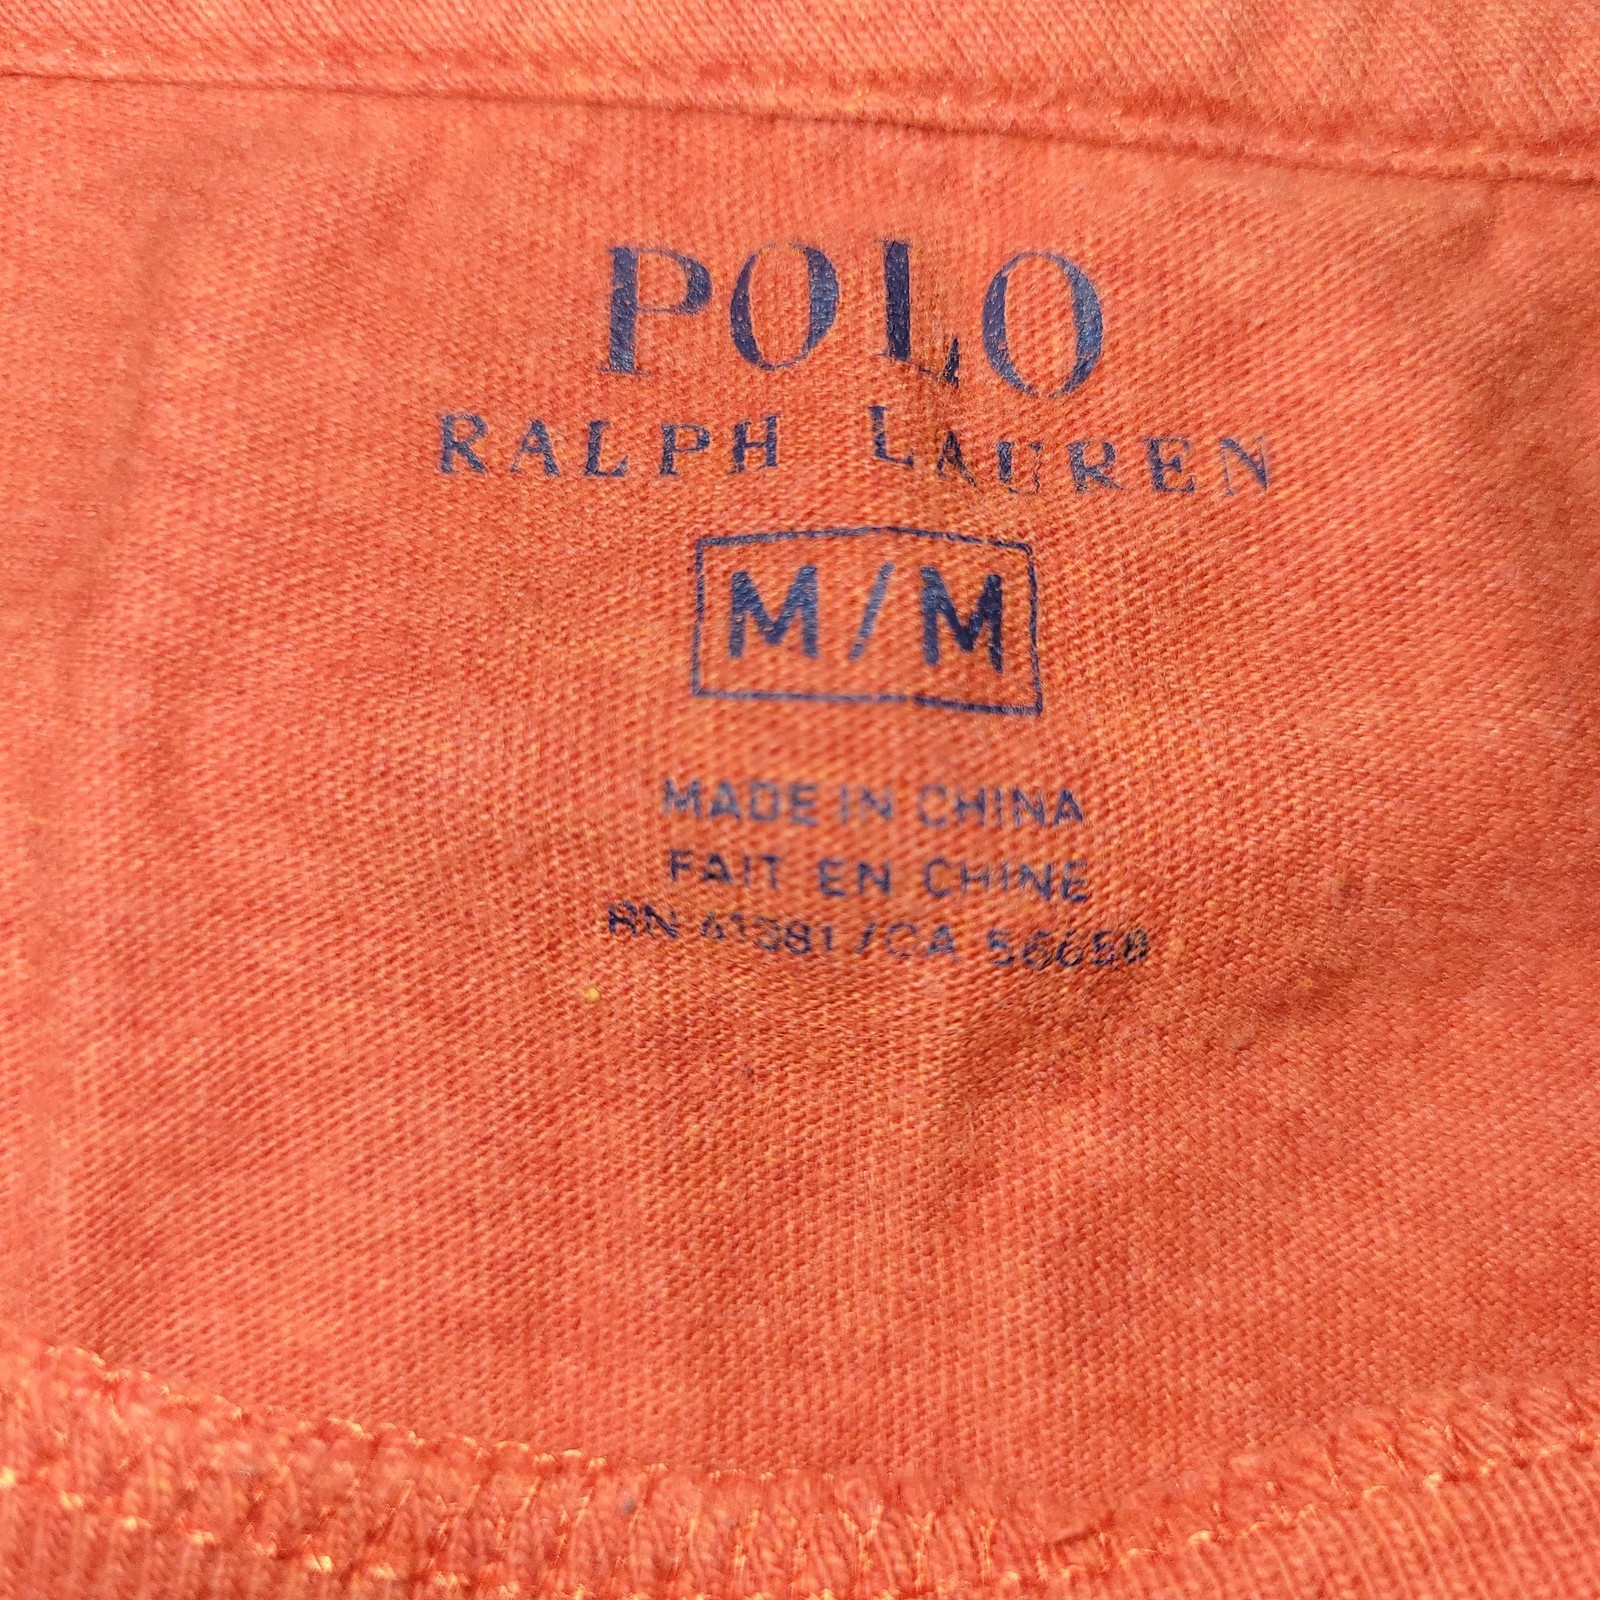 POLO
RALPH LAUREN
M/M
MADE IN CHINA
FAIT EN CHINE
RN 41381 /CA 56658